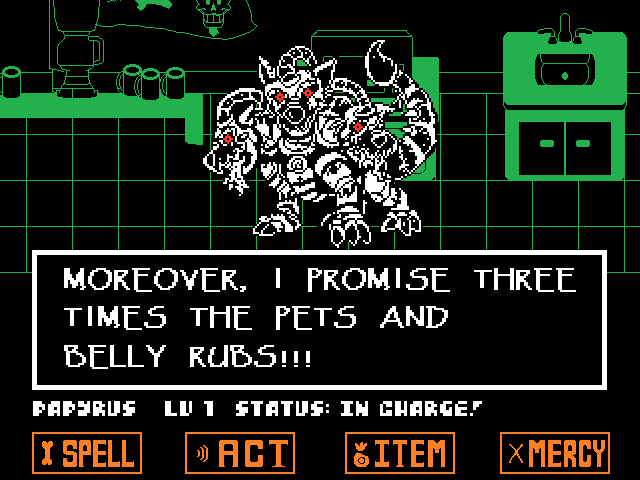 MOREOVER, I PROMISE THREE
TIMES THE PETS AND
BELLY RUBS!!!
PAPYRUS LV 1 STATUS: IN CHARGE!
SPELL ACT ITEM MERCY